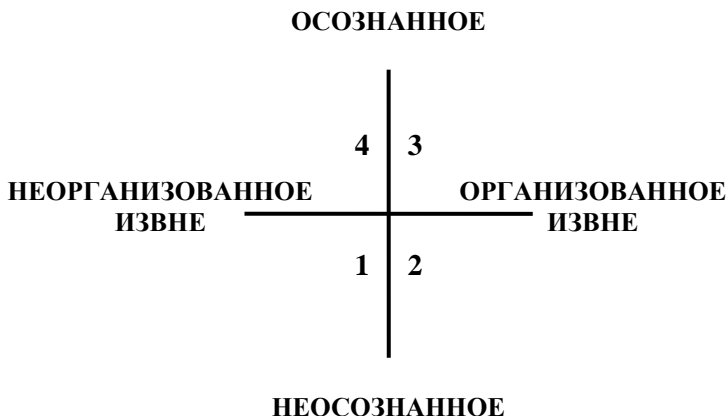 ОСОЗНАННОЕ
4 3
НЕОРГАНИЗОВАННОЕ
ИЗВНЕ
ОРГАНИЗОВАННОЕ
ИЗВНЕ
1 2
НЕОСОЗНАННОЕ